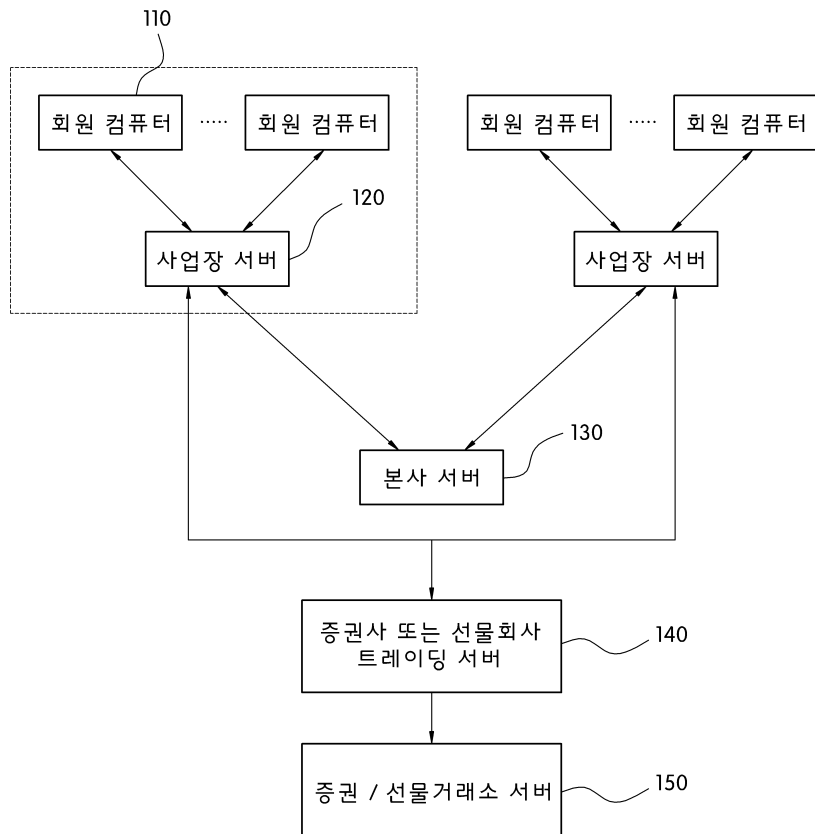 110
회원 컴퓨터 ..... 회원 컴퓨터 회원 컴퓨터 ..... 회원 컴퓨터
120
사업장 서버 사업장 서버
130
본사 서버
증권사 또는 선물회사
트레이딩 서버
140
증권 / 선물거래소 서버
150